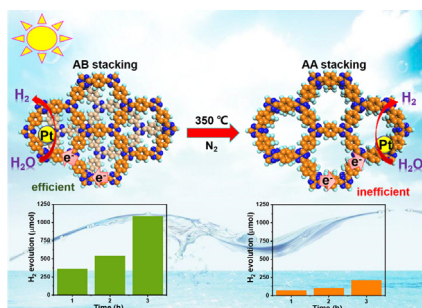 AB stacking
AA stacking
H₂
Pt
H₂O
e⁻
e⁻
efficient
350 ℃
N₂
H₂
Pt
H₂O
e⁻
e⁻
inefficient
H₂ evolution (μmol)
1250
1000
750
500
250
0
1 2 3
Time (h)
H₂ evolution (μmol)
1250
1000
750
500
250
0
1 2 3
Time (h)